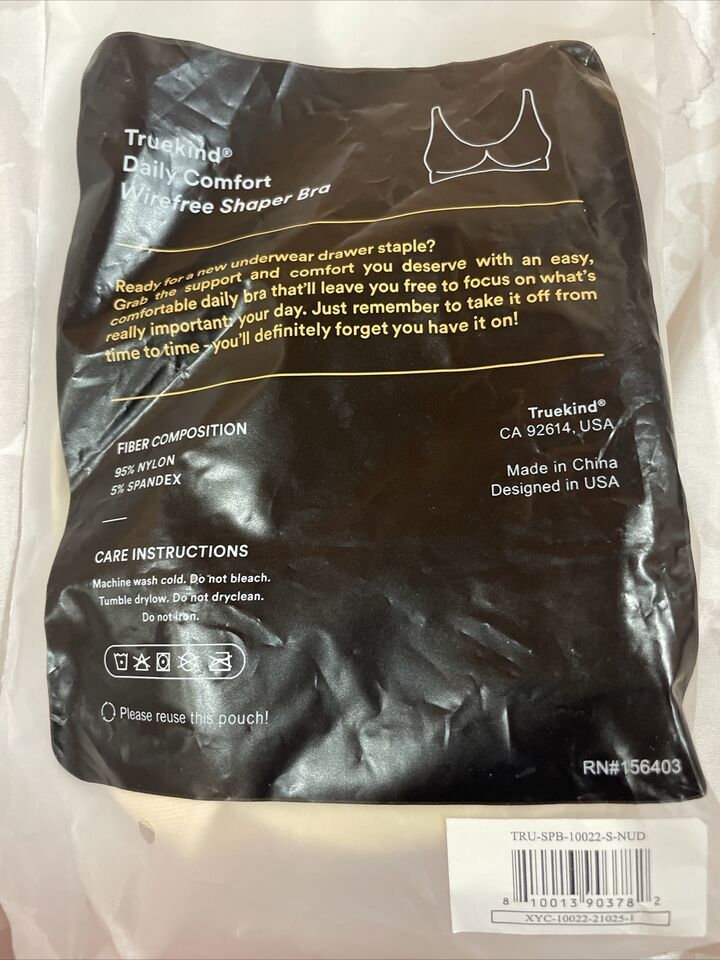 Truekind®
Daily Comfort
Wirefree Shaper Bra
Ready for a new underwear drawer staple?
Grab the support and comfort you deserve with an easy,
comfortable daily bra that'll leave you free to focus on what's
really important: your day. Just remember to take it off from
time to time - you'll definitely forget you have it on!
FIBER COMPOSITION
95% NYLON
5% SPANDEX
Truekind®
CA 92614, USA
Made in China
Designed in USA
CARE INSTRUCTIONS
Machine wash cold. Do not bleach.
Tumble drylow. Do not dryclean.
Do not iron.
Please reuse this pouch!
RN#156403
TRU-SPB-10022-S-NUD
8 10013 90378 2
XYC-10022-21025-1